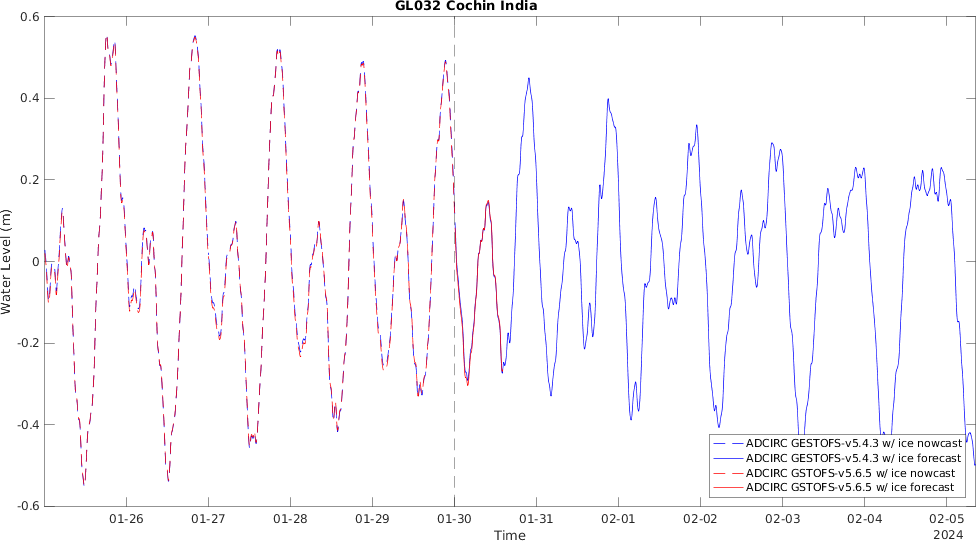 GL032 Cochin India
0.6
0.4
0.2
0
-0.2
-0.4
-0.6
Water Level (m)
ADCIRC GESTOFS-v5.4.3 w/ ice nowcast
ADCIRC GESTOFS-v5.4.3 w/ ice forecast
ADCIRC GSTOFS-v5.6.5 w/ ice nowcast
ADCIRC GSTOFS-v5.6.5 w/ ice forecast
01-26 01-27 01-28 01-29 01-30 01-31 02-01 02-02 02-03 02-04 02-05
2024
Time